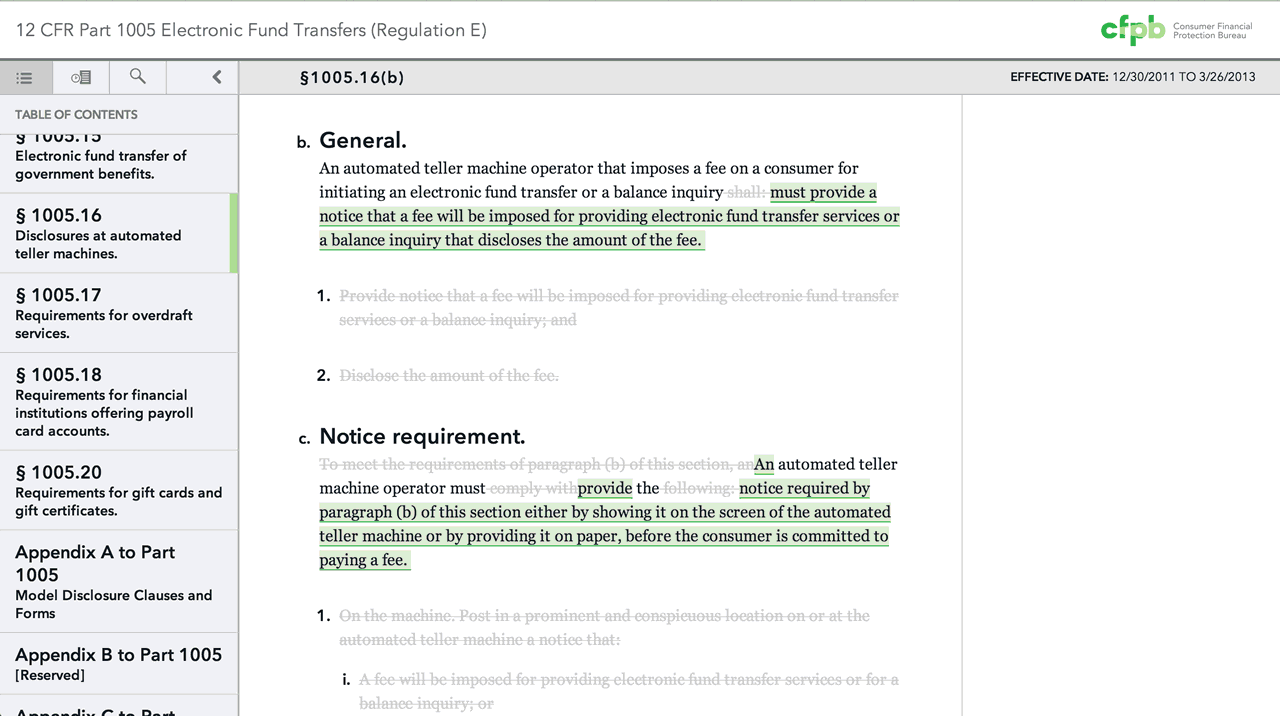 12 CFR Part 1005 Electronic Fund Transfers (Regulation E)
cfpb Consumer Financial
Protection Bureau
§1005.16(b)
EFFECTIVE DATE: 12/30/2011 TO 3/26/2013
TABLE OF CONTENTS
§ 1005.15
Electronic fund transfer of
government benefits.
§ 1005.16
Disclosures at automated
teller machines.
§ 1005.17
Requirements for overdraft
services.
§ 1005.18
Requirements for financial
institutions offering payroll
card accounts.
§ 1005.20
Requirements for gift cards and
gift certificates.
Appendix A to Part
1005
Model Disclosure Clauses and
Forms
Appendix B to Part 1005
[Reserved]
Appendix C to Part
b. General.
An automated teller machine operator that imposes a fee on a consumer for
initiating an electronic fund transfer or a balance inquiry shall: must provide a
notice that a fee will be imposed for providing electronic fund transfer services or
a balance inquiry that discloses the amount of the fee.
1. Provide notice that a fee will be imposed for providing electronic fund transfer
services or a balance inquiry; and
2. Disclose the amount of the fee.
c. Notice requirement.
To meet the requirements of paragraph (b) of this section, anAn automated teller
machine operator must comply withprovide the following: notice required by
paragraph (b) of this section either by showing it on the screen of the automated
teller machine or by providing it on paper, before the consumer is committed to
paying a fee.
1. On the machine. Post in a prominent and conspicuous location on or at the
automated teller machine a notice that:
i. A fee will be imposed for providing electronic fund transfer services or for a
balance inquiry; or